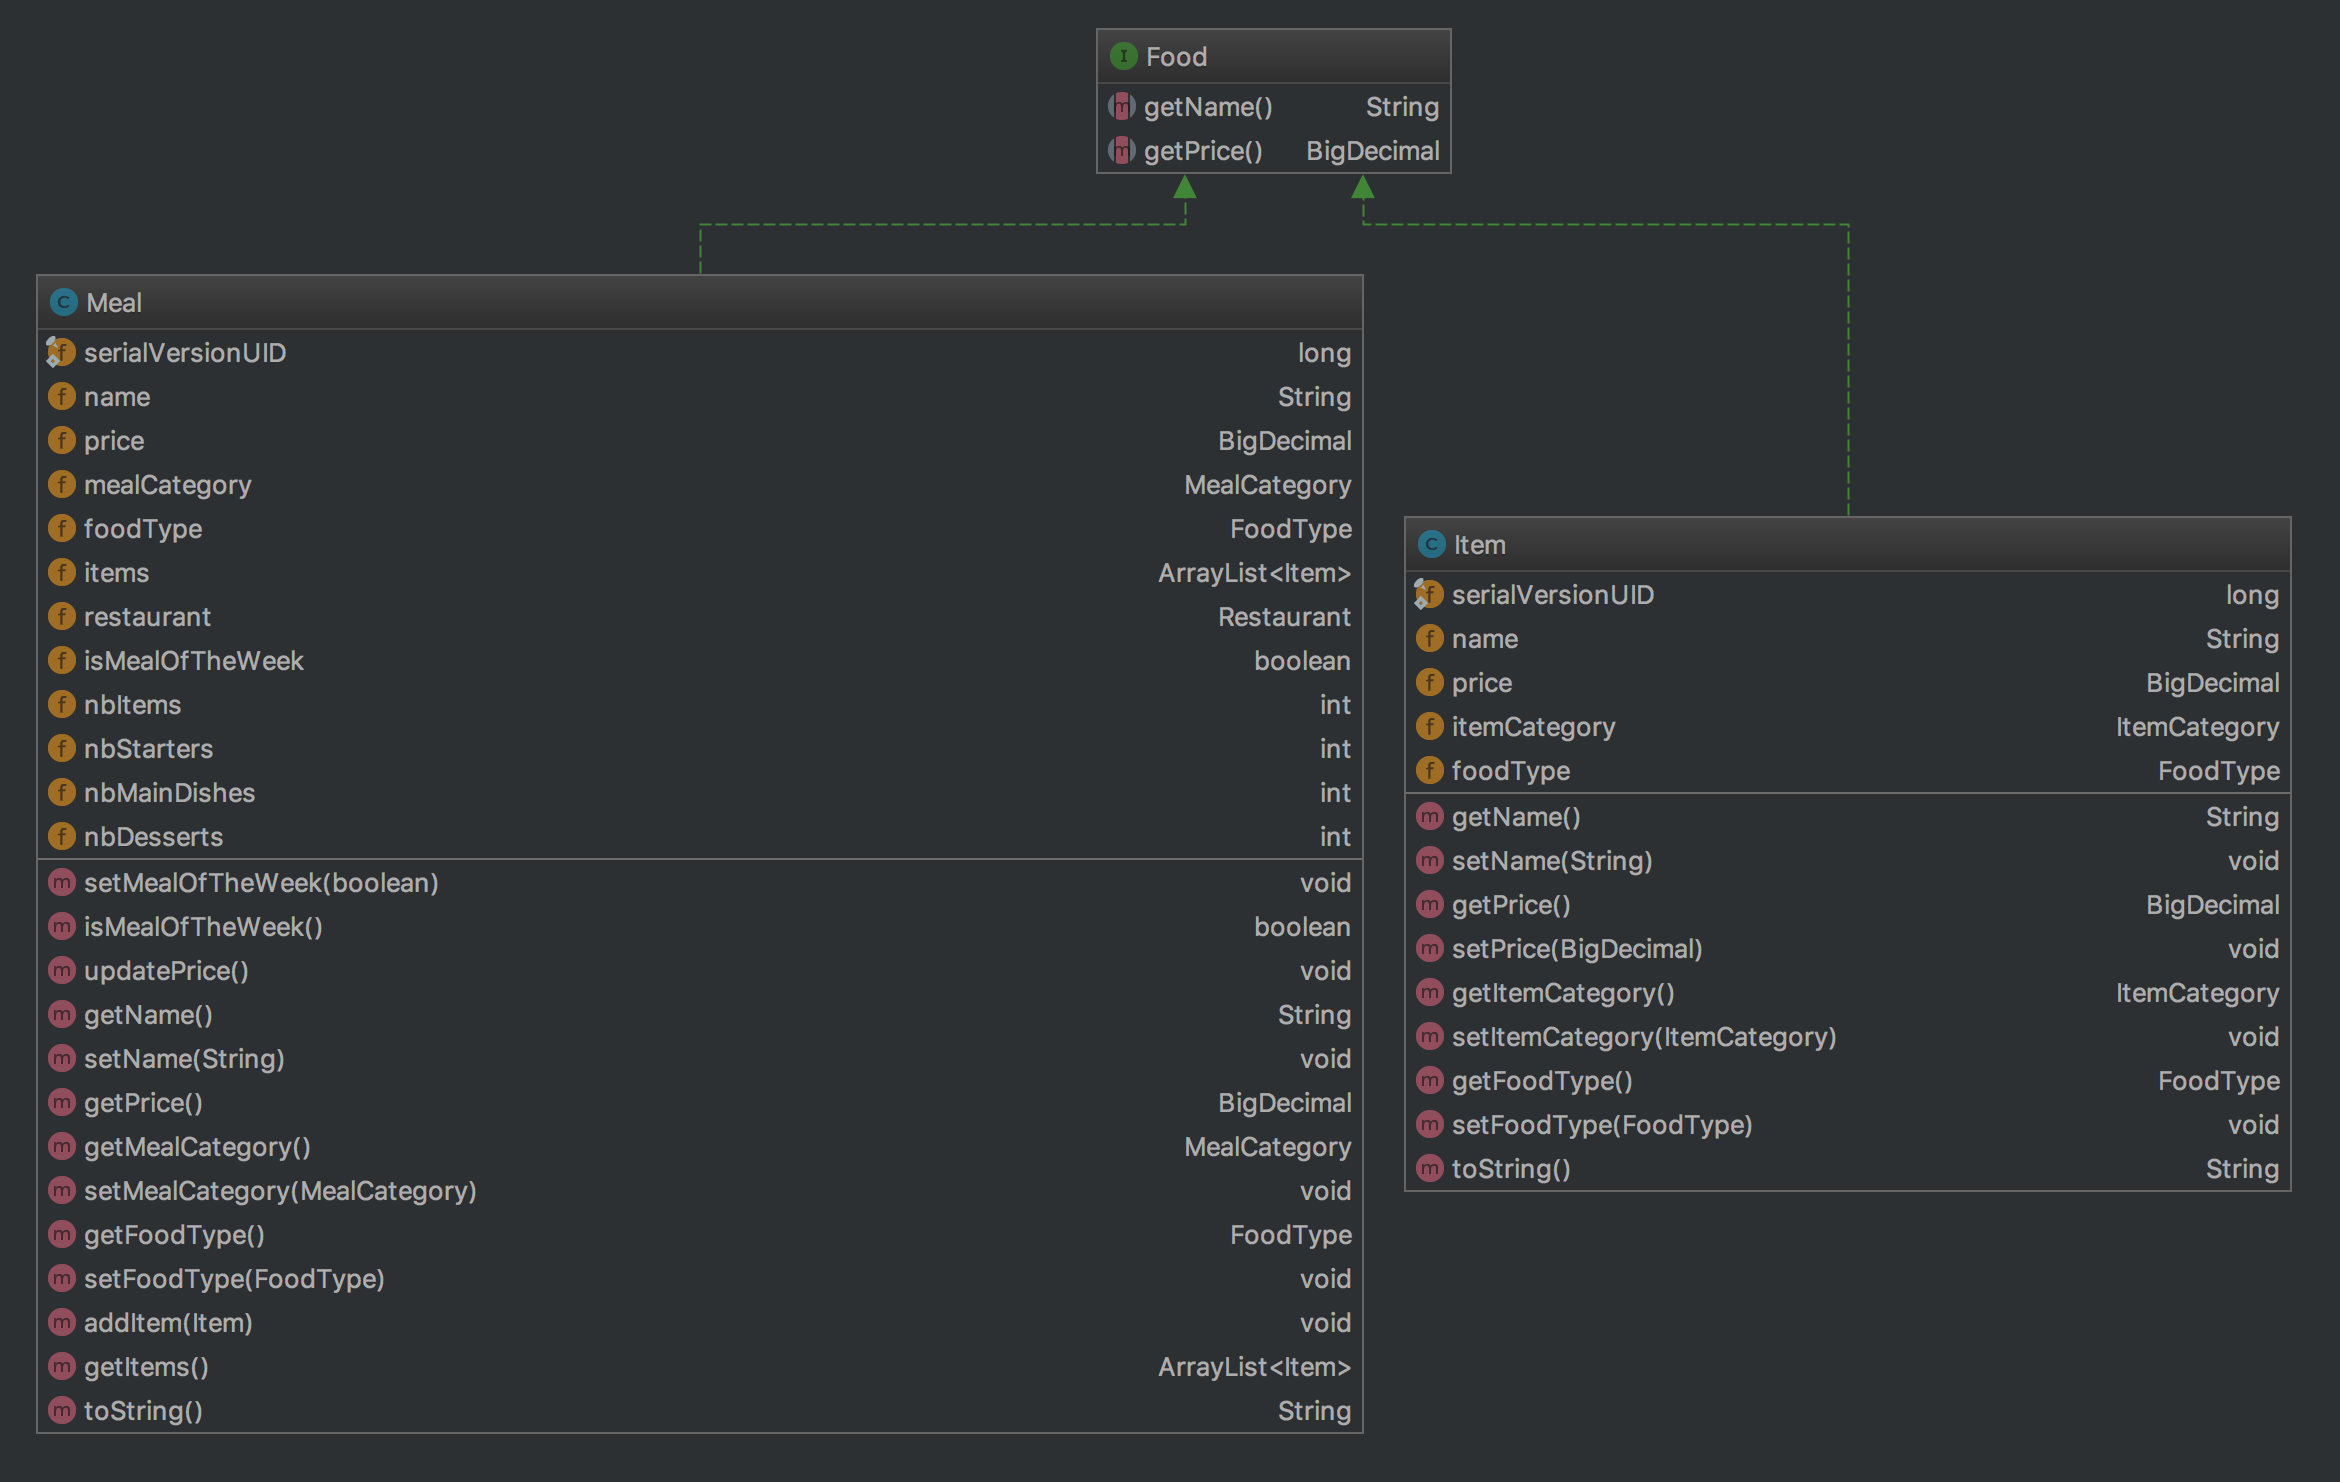 I Food
m getName() String
m getPrice() BigDecimal
C Meal
f serialVersionUID long
f name String
f price BigDecimal
f mealCategory MealCategory
f foodType FoodType
f items ArrayList<Item>
f restaurant Restaurant
f isMealOfTheWeek boolean
f nbItems int
f nbStarters int
f nbMainDishes int
f nbDesserts int
m setMealOfTheWeek(boolean) void
m isMealOfTheWeek() boolean
m updatePrice() void
m getName() String
m setName(String) void
m getPrice() BigDecimal
m getMealCategory() MealCategory
m setMealCategory(MealCategory) void
m getFoodType() FoodType
m setFoodType(FoodType) void
m addItem(Item) void
m getItems() ArrayList<Item>
m toString() String
C Item
f serialVersionUID long
f name String
f price BigDecimal
f itemCategory ItemCategory
f foodType FoodType
m getName() String
m setName(String) void
m getPrice() BigDecimal
m setPrice(BigDecimal) void
m getItemCategory() ItemCategory
m setItemCategory(ItemCategory) void
m getFoodType() FoodType
m setFoodType(FoodType) void
m toString() String